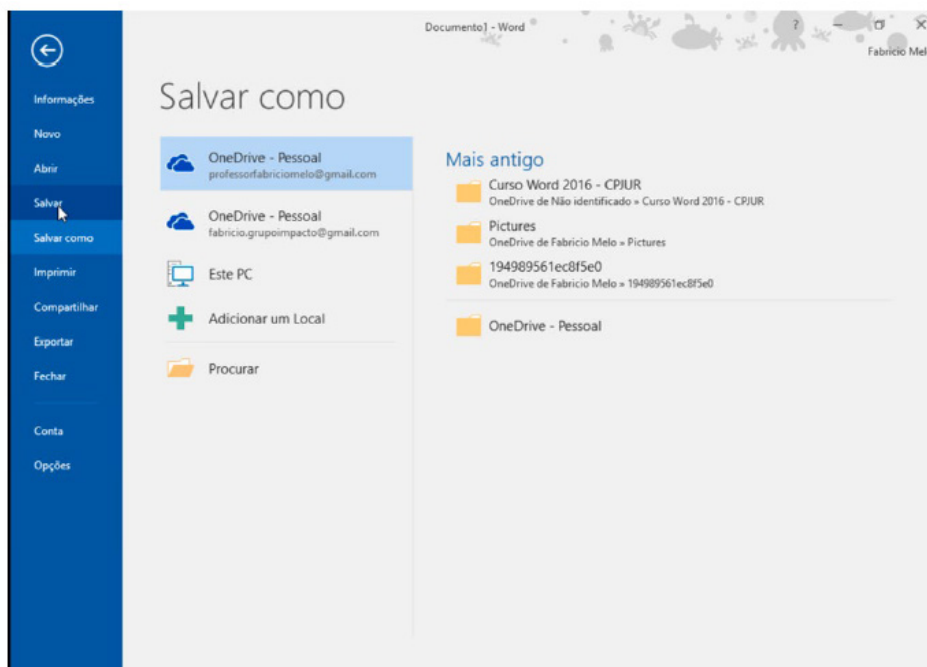 Documento1 - Word
?
Informações
Novo
Abrir
Salvar
Salvar como
Imprimir
Compartilhar
Exportar
Fechar
Conta
Opções
Salvar como
OneDrive - Pessoal
professorfabriciomelo@gmail.com
OneDrive - Pessoal
fabricio.grupoimpacto@gmail.com
Este PC
Adicionar um Local
Procurar
Mais antigo
Curso Word 2016 - CPJUR
OneDrive de Não identificado » Curso Word 2016 - CPJUR
Pictures
OneDrive de Fabricio Melo » Pictures
194989561ec8f5e0
OneDrive de Fabricio Melo » 194989561ec8f5e0
OneDrive - Pessoal
Fabricio Mel